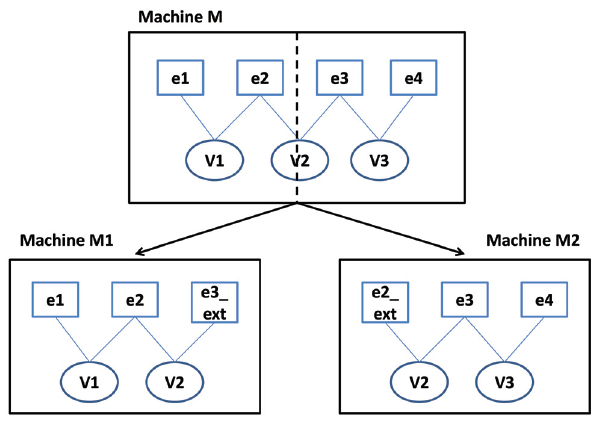 Machine M
e1
e2
e3
e4
V1
V2
V3
Machine M1
e1
e2
e3_
ext
V1
V2
Machine M2
e2_
ext
e3
e4
V2
V3